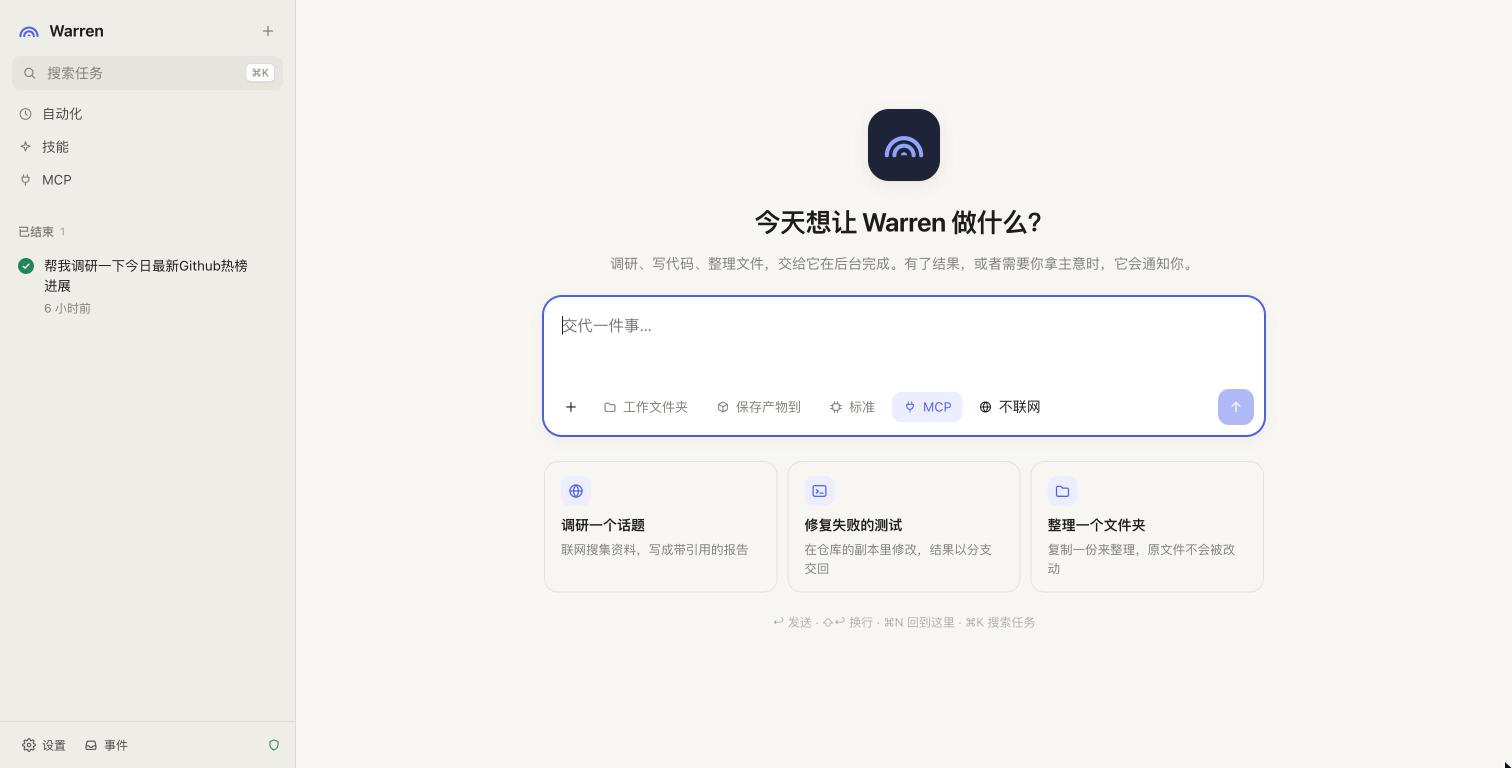 Warren
搜索任务 ⌘K
自动化
技能
MCP
已结束 1
帮我调研一下今日最新Github热榜
进展
6 小时前
设置 事件
今天想让 Warren 做什么?
调研、写代码、整理文件，交给它在后台完成。有了结果，或者需要你拿主意时，它会通知你。
交代一件事...
工作文件夹 保存产物到 标准 MCP 不联网
调研一个话题
联网搜集资料，写成带引用的报告
修复失败的测试
在仓库的副本里修改，结果以分支
交回
整理一个文件夹
复制一份来整理，原文件不会被改
动
↩ 发送 · ⇧↩ 换行 · ⌘N 回到这里 · ⌘K 搜索任务